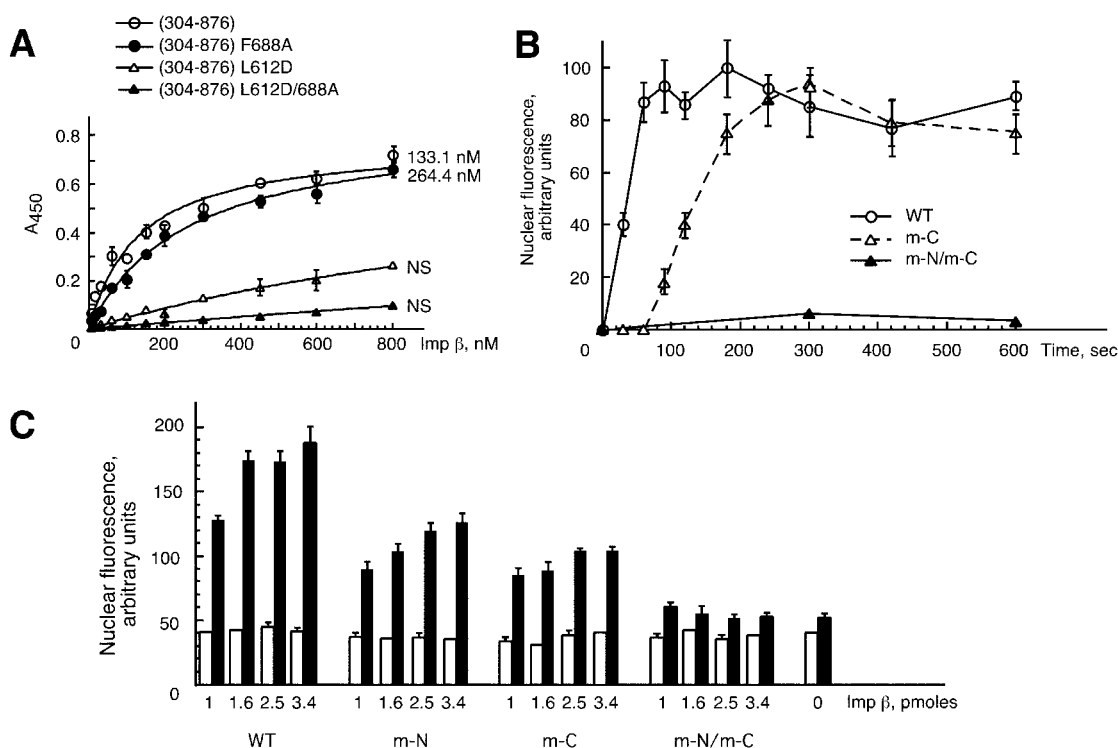 A
(304-876)
(304-876) F688A
(304-876) L612D
(304-876) L612D/688A
0.8
0.6
0.4
0.2
0
A450
133.1 nM
264.4 nM
NS
NS
200
400
600
800
Imp β, nM
B
100
80
60
40
20
0
Nuclear fluorescence,
arbitrary units
WT
m-C
m-N/m-C
100
200
300
400
500
600
Time, sec
C
200
150
100
50
0
Nuclear fluorescence,
arbitrary units
1 1.6 2.5 3.4 1 1.6 2.5 3.4 1 1.6 2.5 3.4 1 1.6 2.5 3.4 0 Imp β, pmoles
WT m-N m-C m-N/m-C